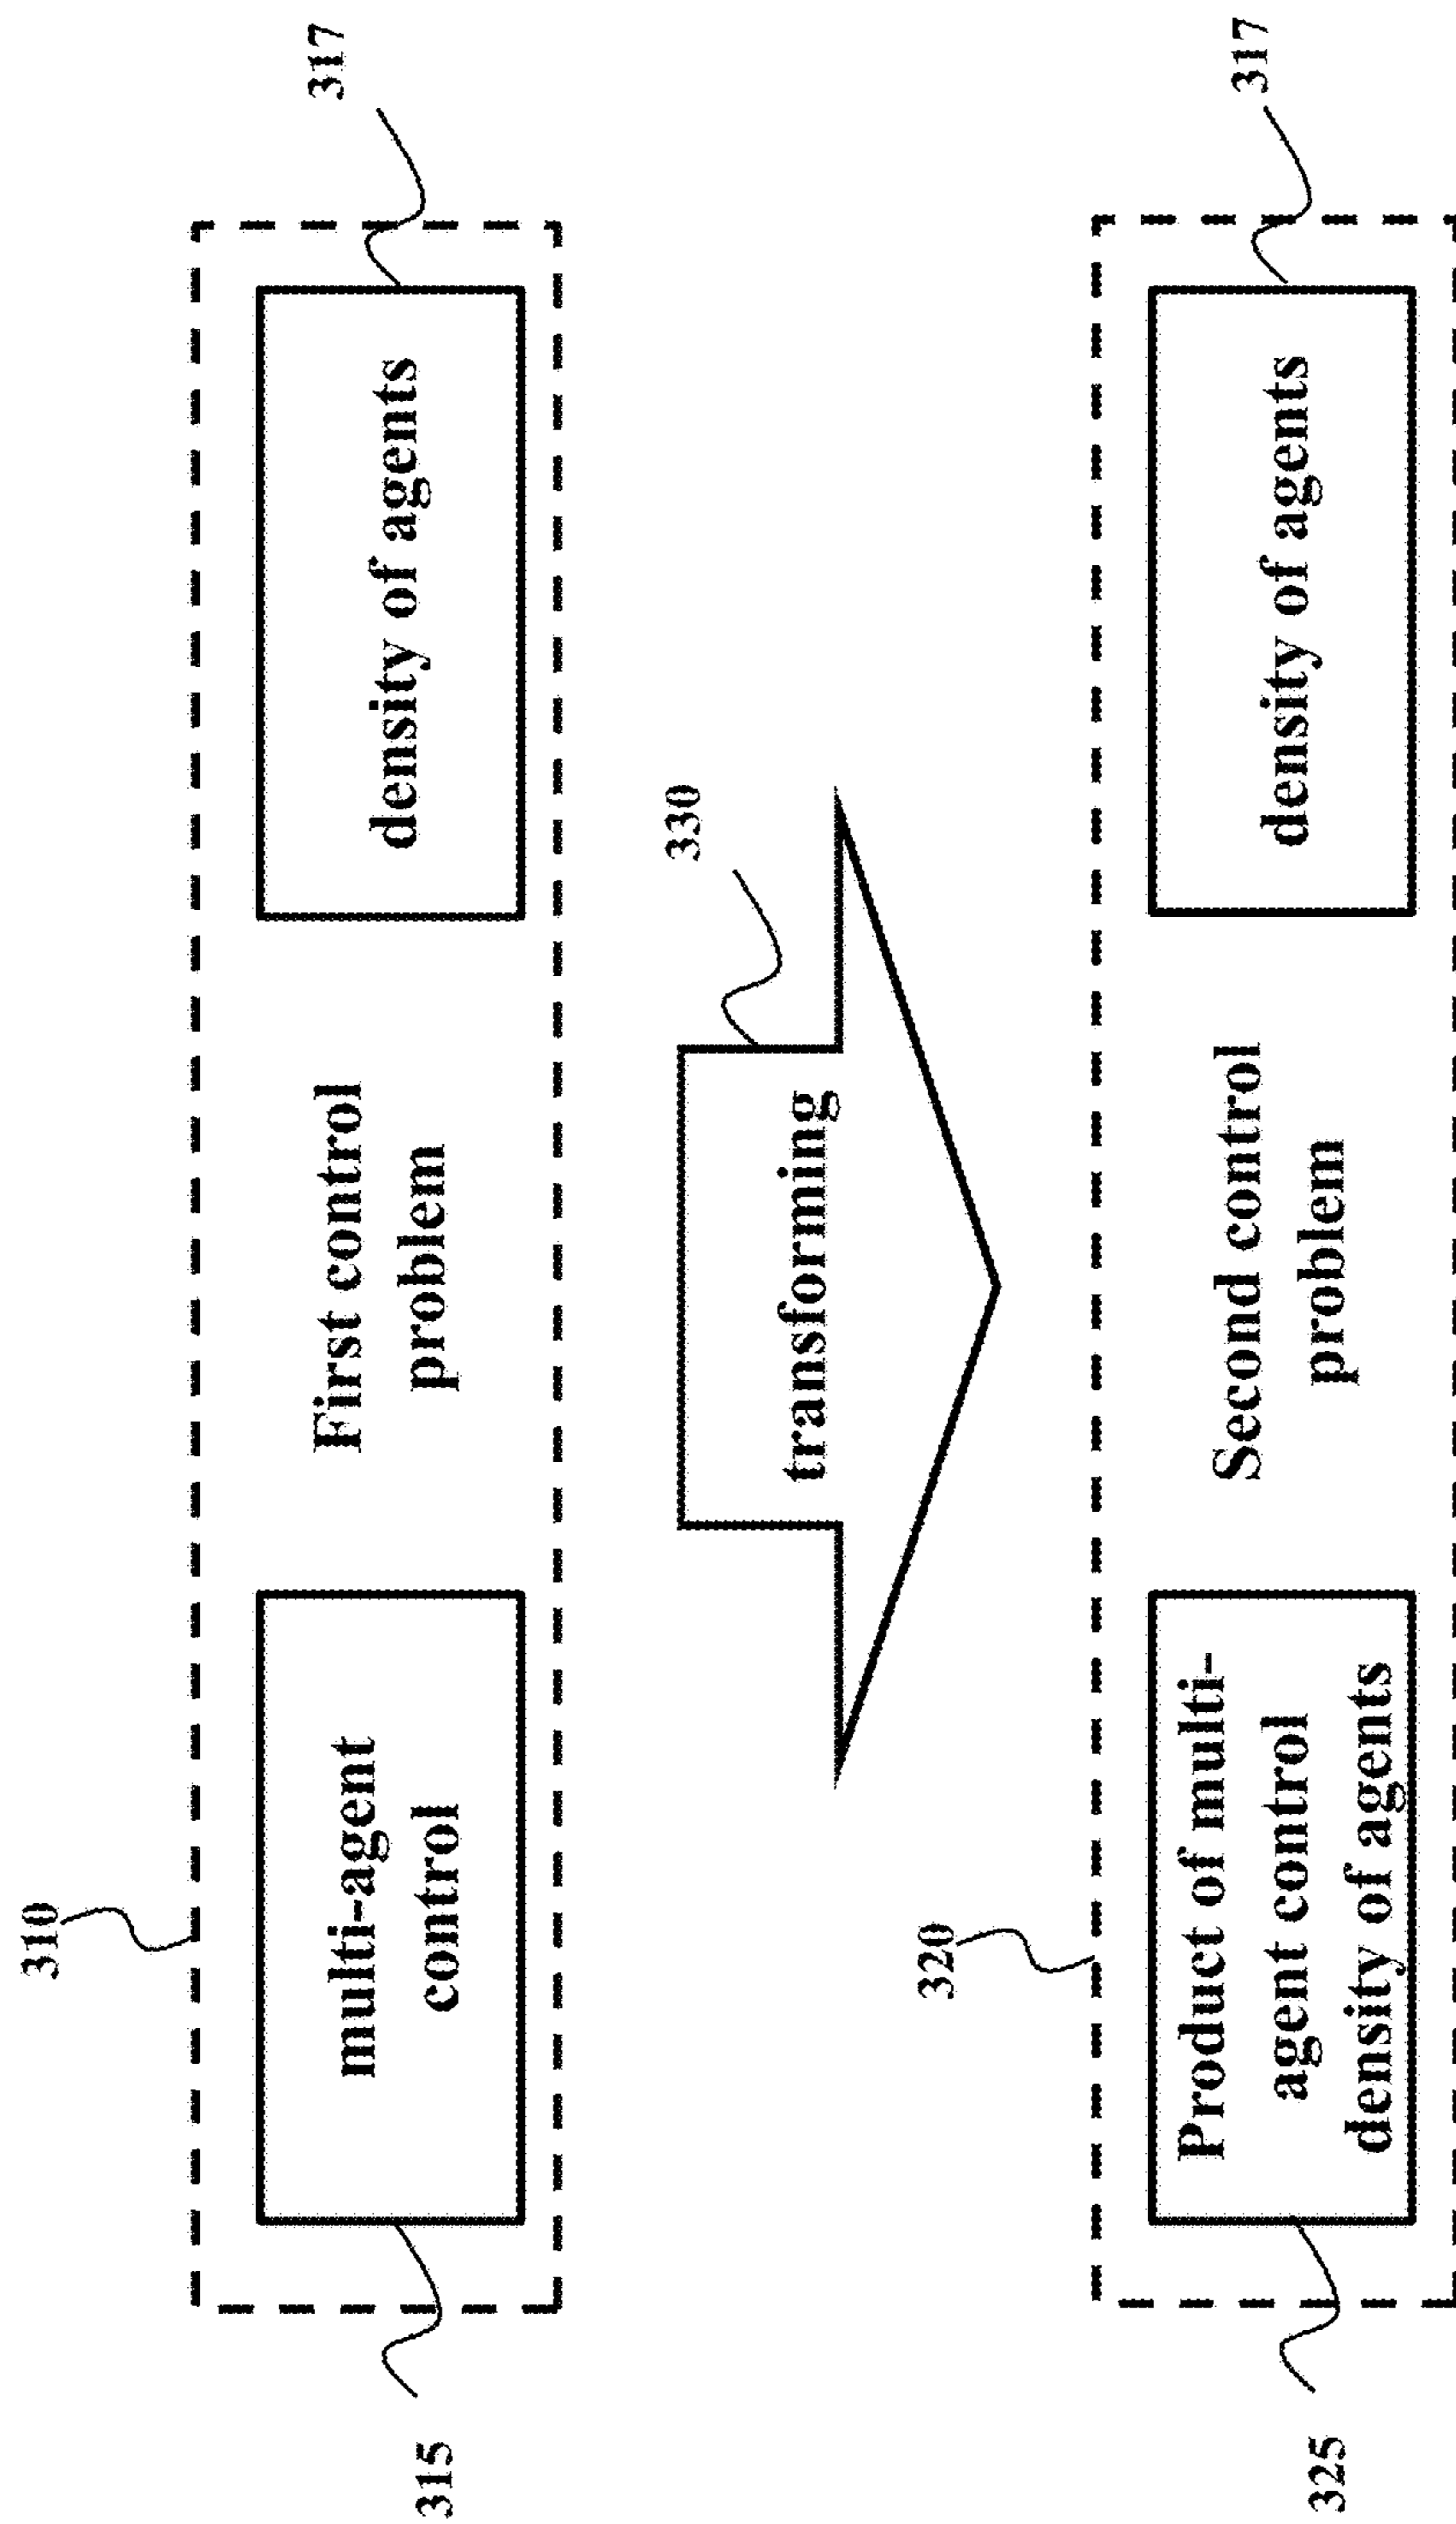 310
317
multi-agent
control
First control
problem
density of agents
315
330
transforming
320
317
Product of multi-
agent control
density of agents
Second control
problem
density of agents
325